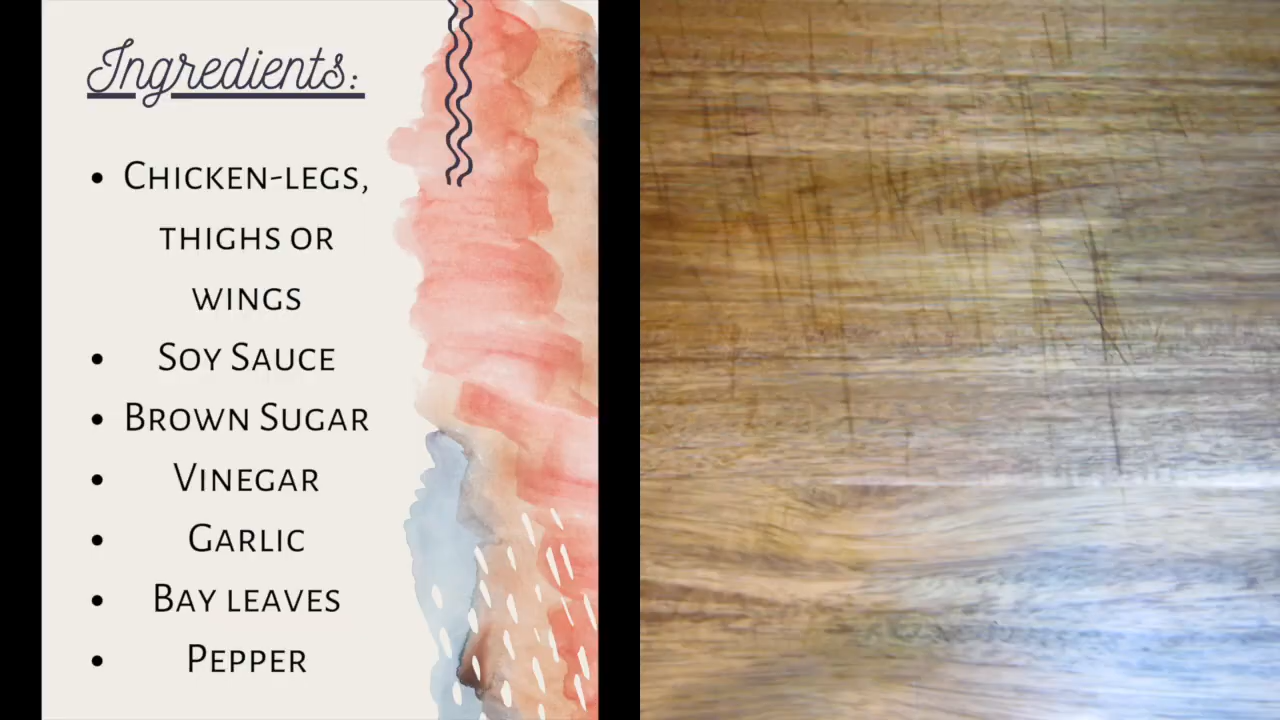 Ingredients:
• Chicken-legs,
thighs or
wings
• Soy Sauce
• Brown Sugar
• Vinegar
• Garlic
• Bay leaves
• Pepper